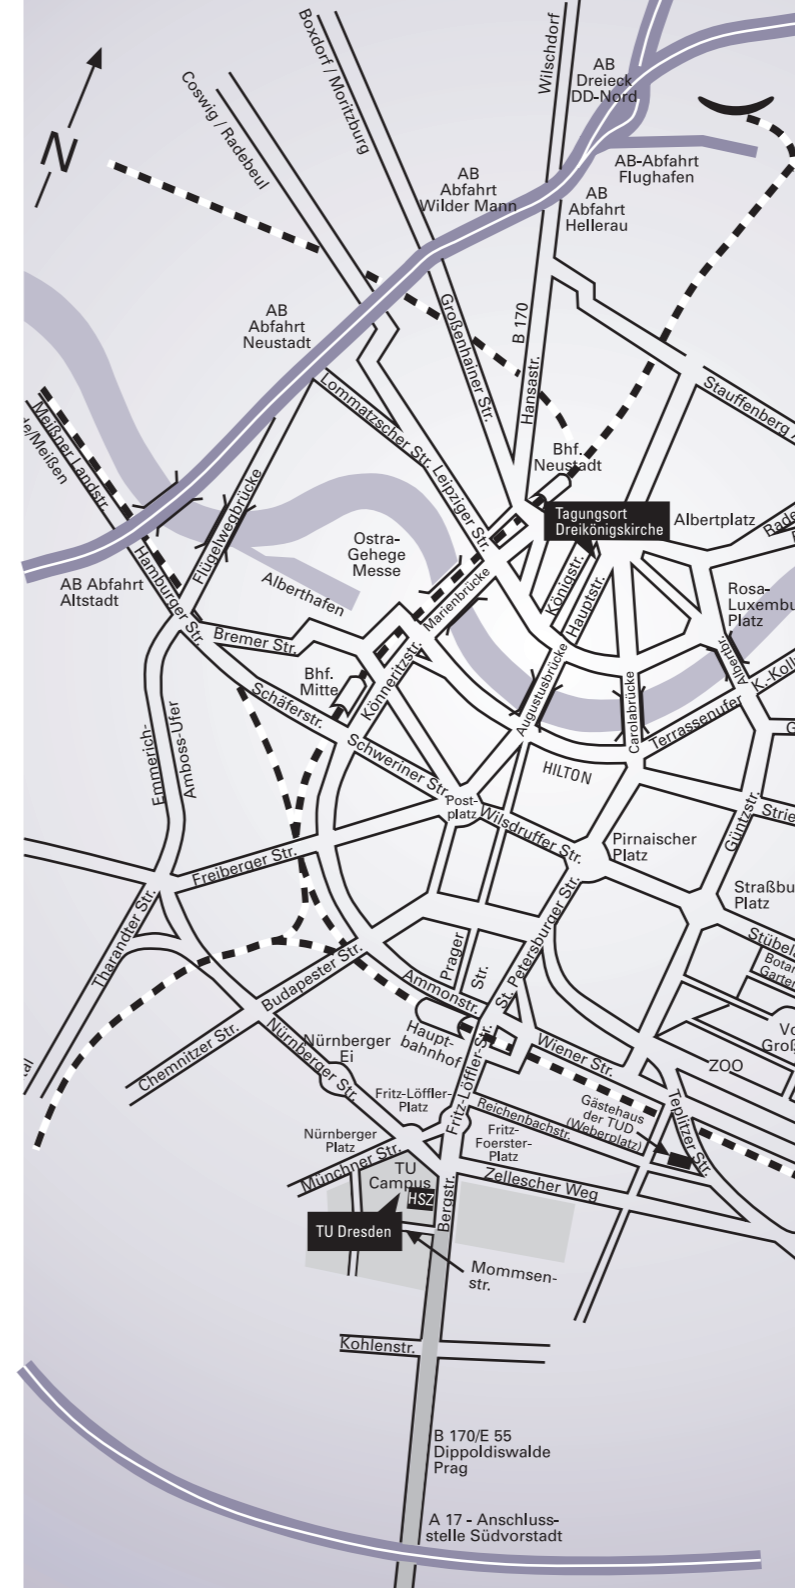 Wilschdorf
Boxdorf / Moritzburg
AB
Dreieck
DD-Nord
Coswig / Radebeul
N
AB-Abfahrt
Flughafen
AB
Abfahrt
Wilder Mann
AB
Abfahrt
Hellerau
AB
Abfahrt
Neustadt
Großenhainer Str.
B 170
Hansastr.
Stauffenberg
Lommatzscher Str.
Meißner Landstr.
de/Meißen
Leipziger Str.
Bhf.
Neustadt
Tagungsort
Dreikönigskirche
Albertplatz
Flügelwegbrücke
Ostra-
Gehege
Messe
AB Abfahrt
Altstadt
Hamburger Str.
Alberthafen
Marienbrücke
Königstr.
Hauptstr.
Rosa-
Luxembu
Platz
Bremer Str.
Bhf.
Mitte
Könneritzstr.
Schäferstr.
Augustusbrücke
Carolabrücke
Albertbr.
K.-Koll
Terrassenufer
Emmerich-
Amboss-Ufer
Schweriner Str.
HILTON
Post-
platz
Wilsdruffer Str.
Pirnaischer
Platz
Güntzstr.
Strie
Freiberger Str.
Straßbu
Platz
Tharandter Str.
Prager
Str.
St. Petersburger Str.
Stübela
Botan
Garten
Budapester Str.
Ammonstr.
Haupt-
bahnhof
Chemnitzer Str.
Nürnberger Str.
Nürnberger
Ei
Wiener Str.
Vo
Groß
ZOO
Fritz-Löffler-Str.
Fritz-Löffler-
Platz
Reichenbachstr.
Gästehaus
der TUD
(Weberplatz)
Teplitzer Str.
Nürnberger
Platz
Fritz-
Foerster-
Platz
Münchner Str.
TU
Campus
HSZ
Bergstr.
Zellescher Weg
TU Dresden
Mommsen-
str.
Kohlenstr.
B 170/E 55
Dippoldiswalde
Prag
A 17 - Anschluss-
stelle Südvorstadt